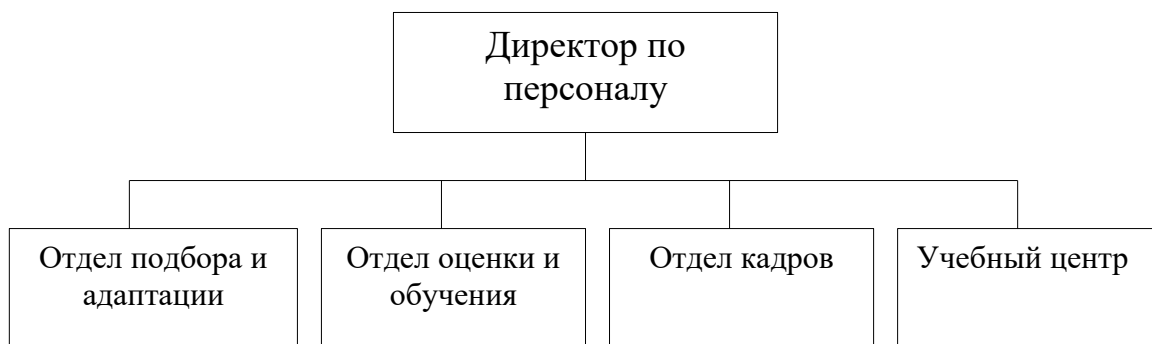 Директор по
персоналу
Отдел подбора и
адаптации
Отдел оценки и
обучения
Отдел кадров
Учебный центр